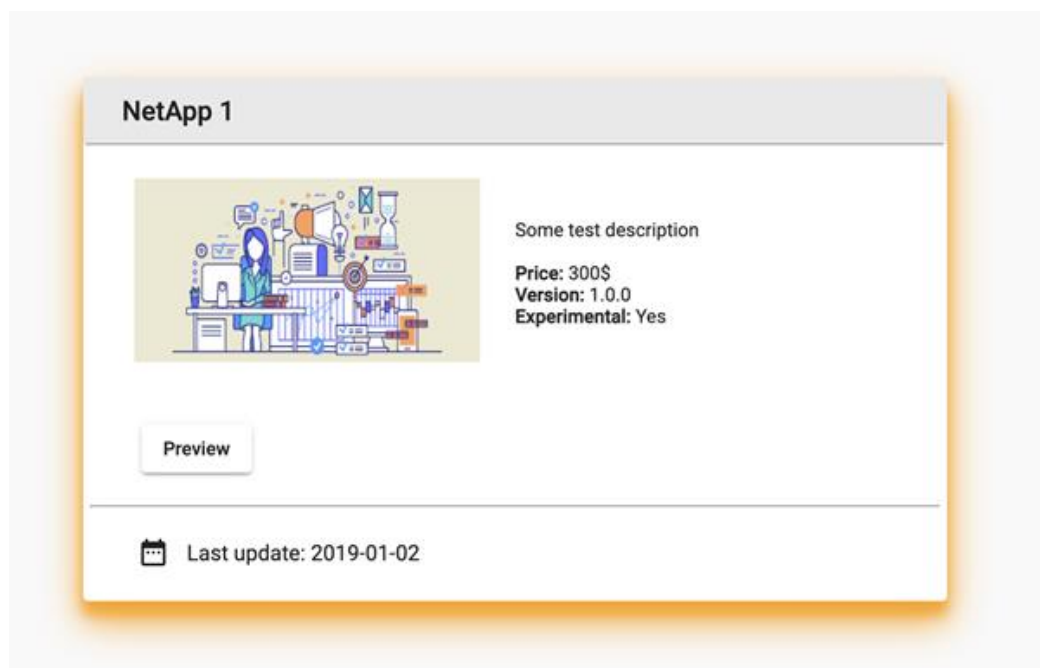 NetApp 1
Some test description
Price: 300$
Version: 1.0.0
Experimental: Yes
Preview
Last update: 2019-01-02